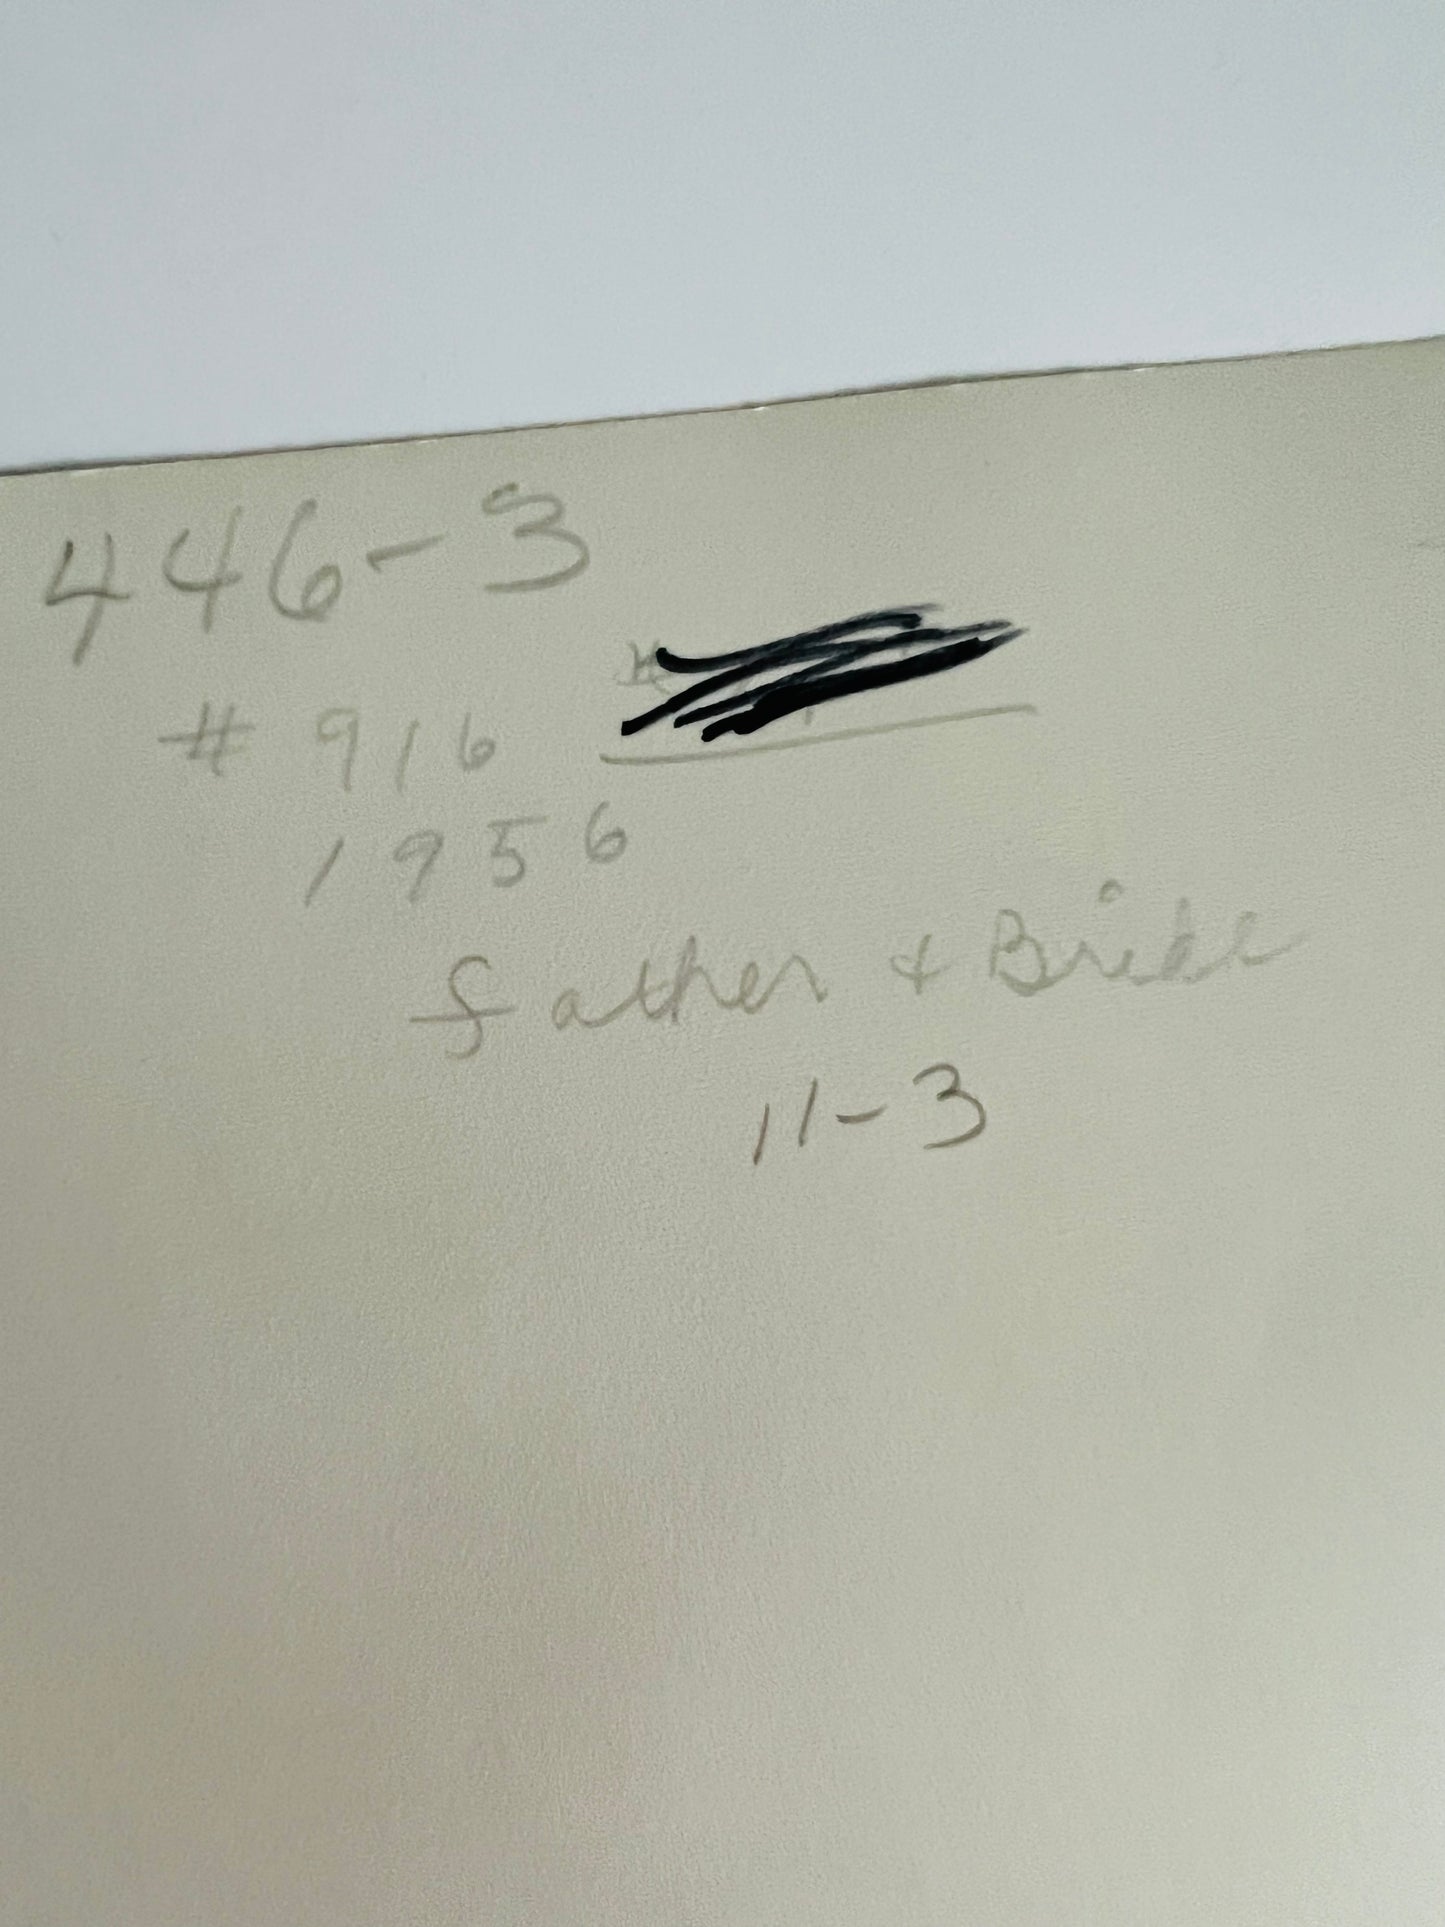 446-3
# 916
1956
Father + Bride
11-3